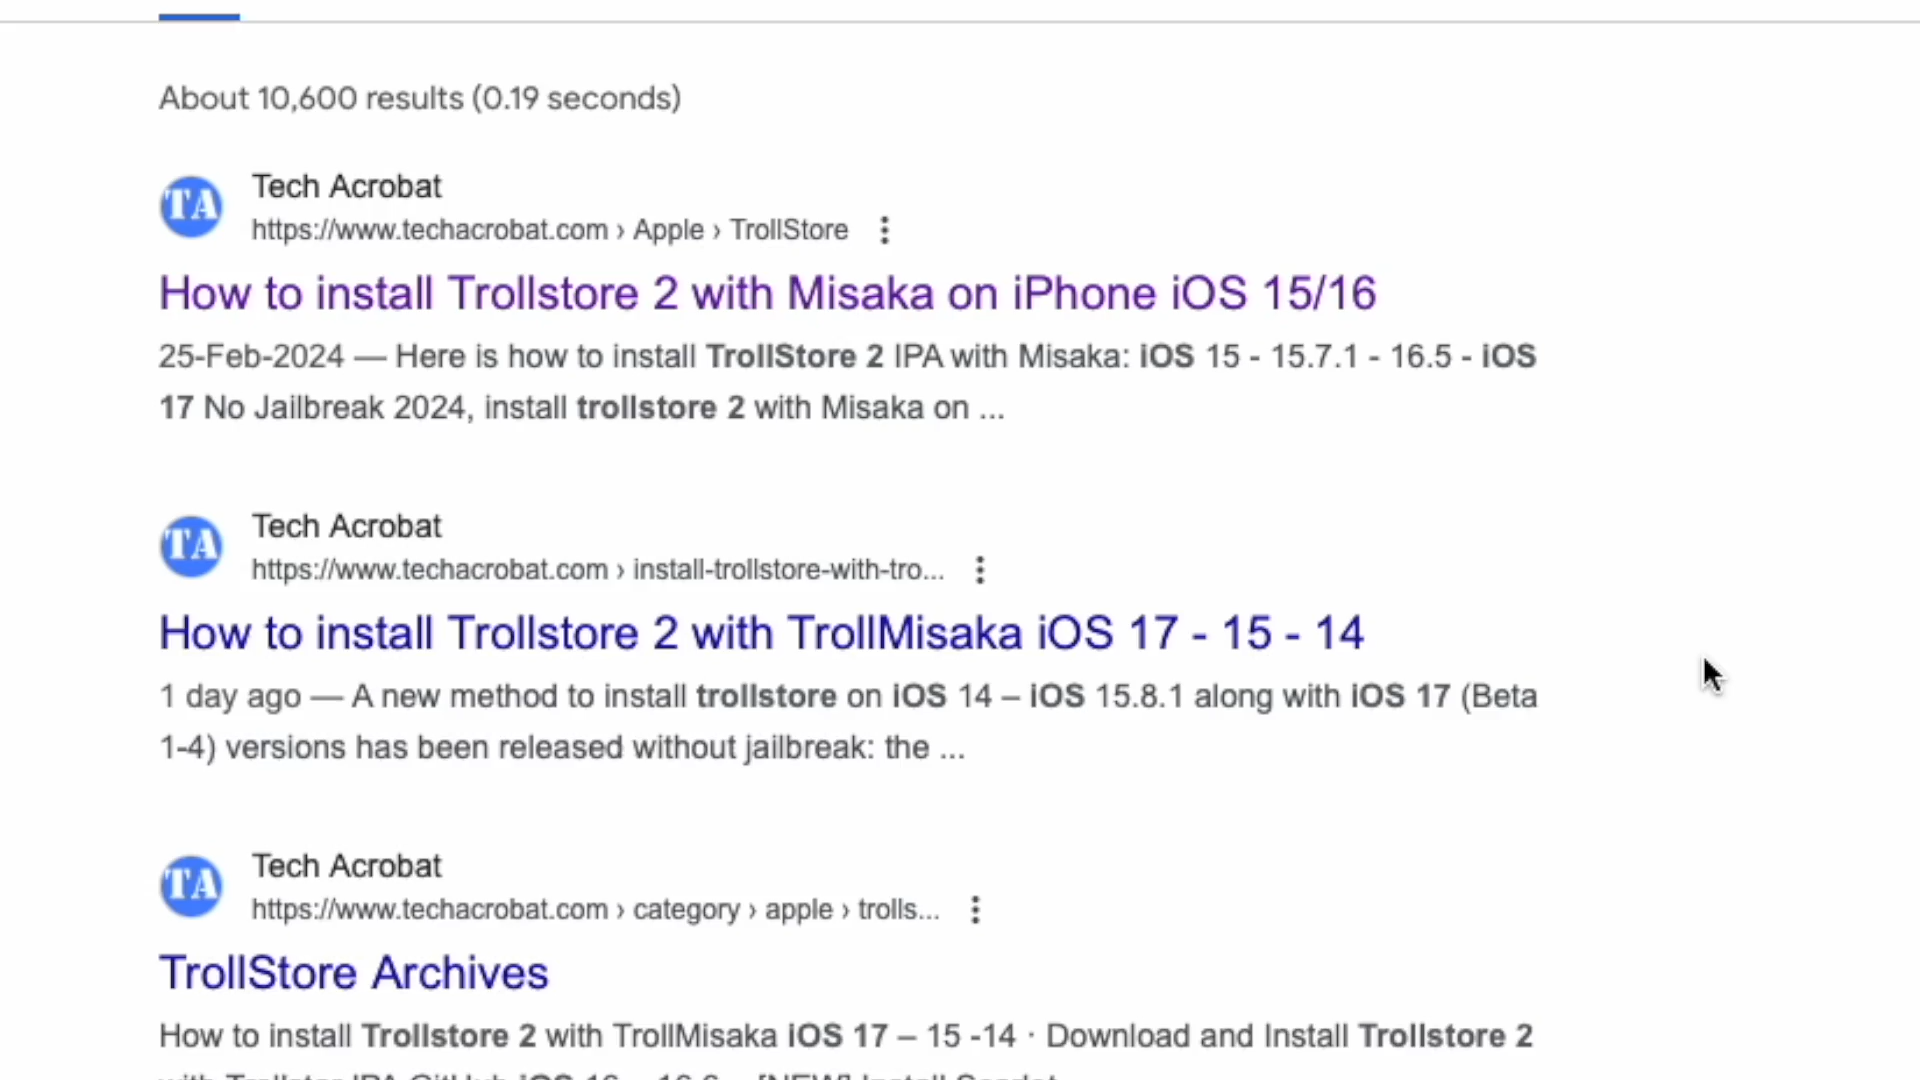 About 10,600 results (0.19 seconds)
TA
Tech Acrobat
https://www.techacrobat.com › Apple › TrollStore
How to install Trollstore 2 with Misaka on iPhone iOS 15/16
25-Feb-2024 — Here is how to install TrollStore 2 IPA with Misaka: iOS 15 - 15.7.1 - 16.5 - iOS
17 No Jailbreak 2024, install trollstore 2 with Misaka on ...
TA
Tech Acrobat
https://www.techacrobat.com › install-trollstore-with-tro...
How to install Trollstore 2 with TrollMisaka iOS 17 - 15 - 14
1 day ago — A new method to install trollstore on iOS 14 – iOS 15.8.1 along with iOS 17 (Beta
1-4) versions has been released without jailbreak: the ...
TA
Tech Acrobat
https://www.techacrobat.com › category › apple › trolls...
TrollStore Archives
How to install Trollstore 2 with TrollMisaka iOS 17 – 15 -14 · Download and Install Trollstore 2